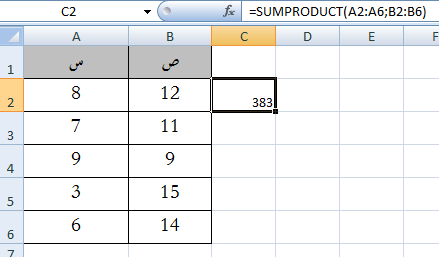 C2 fx =SUMPRODUCT(A2:A6;B2:B6)
A B C D E F
1 س ص
2 8 12 383
3 7 11
4 9 9
5 3 15
6 6 14
7